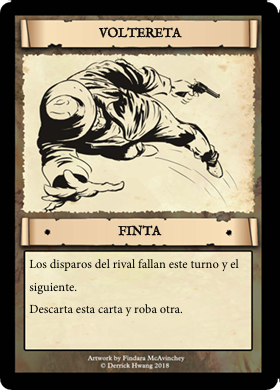 VOLTERETA
FINTA
Los disparos del rival fallan este turno y el
siguiente.
Descarta esta carta y roba otra.
Artwork by Findara McAvinchey
© Derrick Hwang 2018